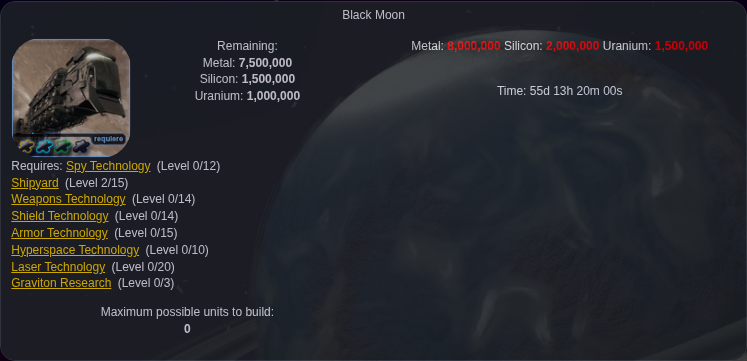 Black Moon
Remaining:
Metal: 7,500,000
Silicon: 1,500,000
Uranium: 1,000,000
Metal: 8,000,000 Silicon: 2,000,000 Uranium: 1,500,000
Time: 55d 13h 20m 00s
requiere
Requires: Spy Technology (Level 0/12)
Shipyard (Level 2/15)
Weapons Technology (Level 0/14)
Shield Technology (Level 0/14)
Armor Technology (Level 0/15)
Hyperspace Technology (Level 0/10)
Laser Technology (Level 0/20)
Graviton Research (Level 0/3)
Maximum possible units to build:
0